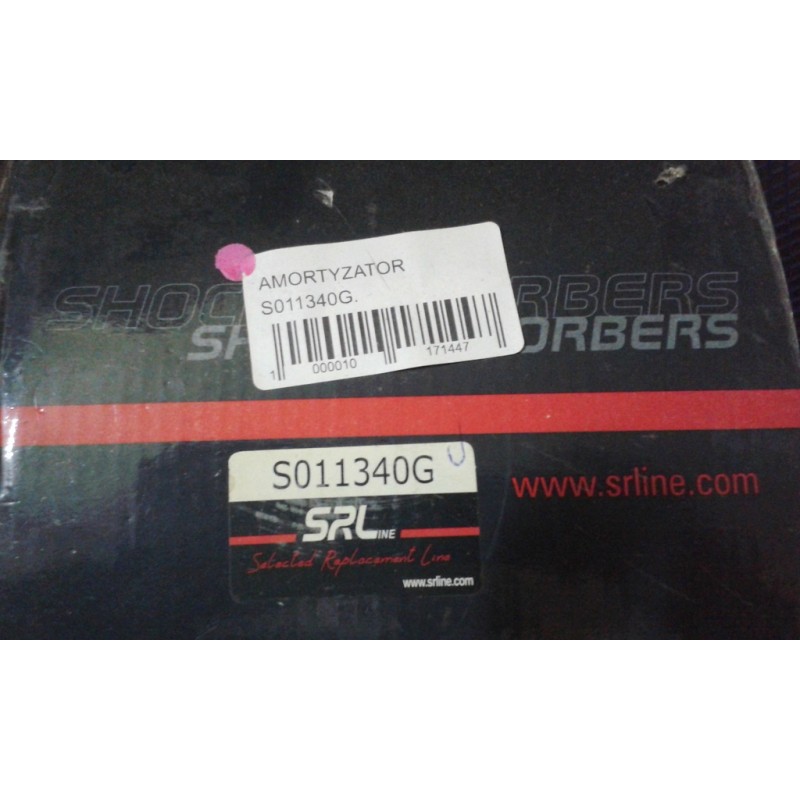 AMORTYZATOR
S011340G.
1 000010 171447
SHOC ORBERS
SH ORBERS
S011340G
www.srline.com
SRLINE
Selected Replacement Line
www.srline.com